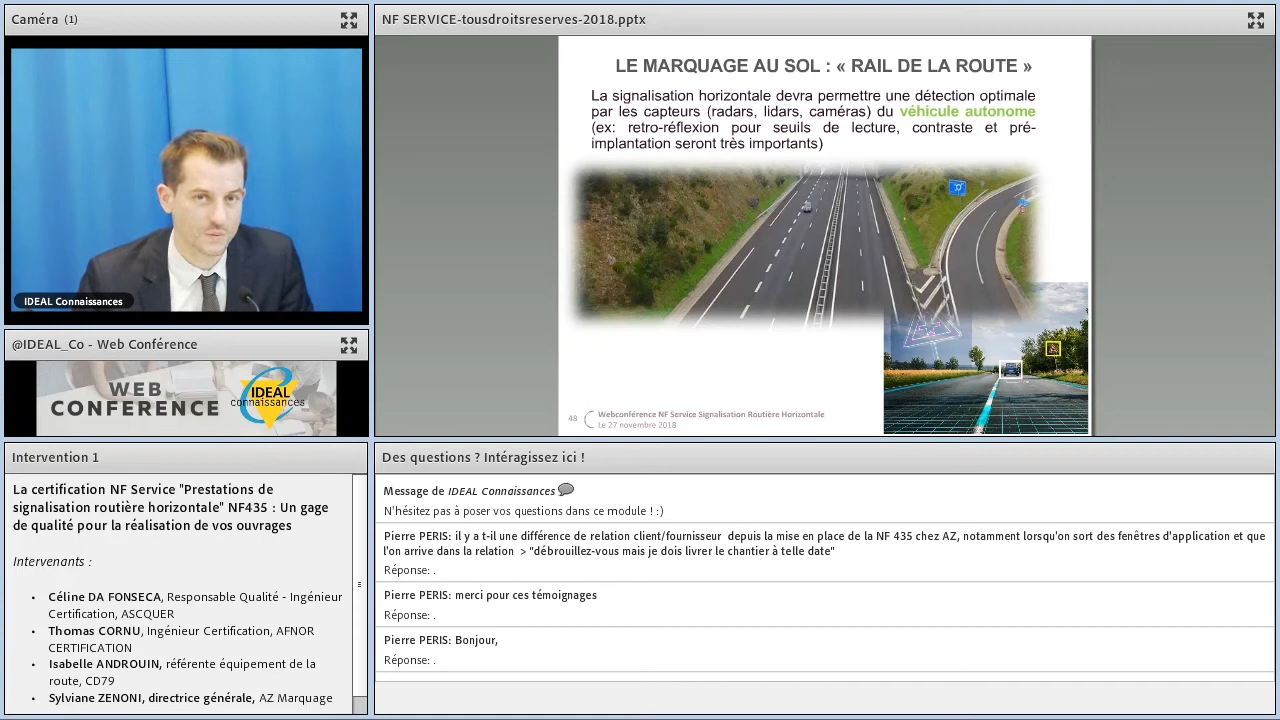 Caméra (1)
IDEAL Connaissances
@IDEAL_Co - Web Conférence
WEB
CONFERENCE
IDEAL
connaissances
Intervention 1
La certification NF Service "Prestations de
signalisation routière horizontale" NF435 : Un gage
de qualité pour la réalisation de vos ouvrages
Intervenants :
• Céline DA FONSECA, Responsable Qualité - Ingénieur
Certification, ASCQUER
• Thomas CORNU, Ingénieur Certification, AFNOR
CERTIFICATION
• Isabelle ANDROUIN, référente équipement de la
route, CD79
• Sylviane ZENONI, directrice générale, AZ Marquage
NF SERVICE-tousdroitsreserves-2018.pptx
LE MARQUAGE AU SOL : « RAIL DE LA ROUTE »
La signalisation horizontale devra permettre une détection optimale
par les capteurs (radars, lidars, caméras) du véhicule autonome
(ex: retro-réflexion pour seuils de lecture, contraste et pré-
implantation seront très importants)
48
Webconférence NF Service Signalisation Routière Horizontale
Le 27 novembre 2018
Des questions ? Intéragissez ici !
Message de IDEAL Connaissances
N'hésitez pas à poser vos questions dans ce module ! :)
Pierre PERIS: il y a t-il une différence de relation client/fournisseur depuis la mise en place de la NF 435 chez AZ, notamment lorsqu'on sort des fenêtres d'application et que
l'on arrive dans la relation > "débrouillez-vous mais je dois livrer le chantier à telle date"
Réponse: .
Pierre PERIS: merci pour ces témoignages
Réponse: .
Pierre PERIS: Bonjour,
Réponse: .